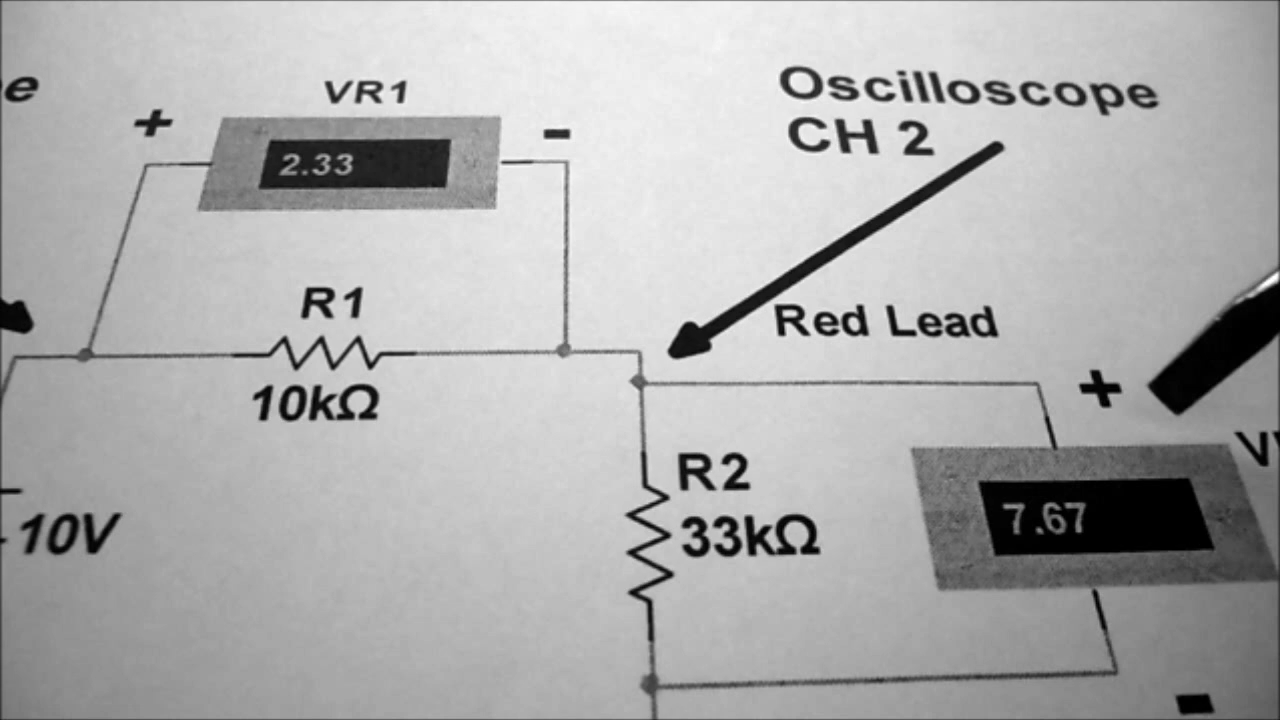 e
VR1
+
-
2.33
Oscilloscope
CH 2
R1
10kΩ
Red Lead
+
R2
33kΩ
7.67
10V
-